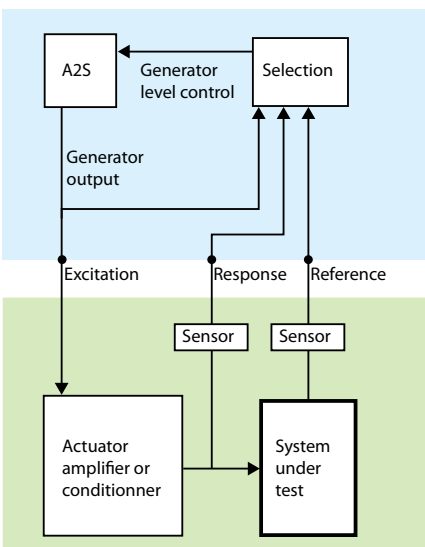 A2S
Generator
level control
Selection
Generator
output
Excitation
Response
Reference
Sensor
Sensor
Actuator
amplifier or
conditionner
System
under
test